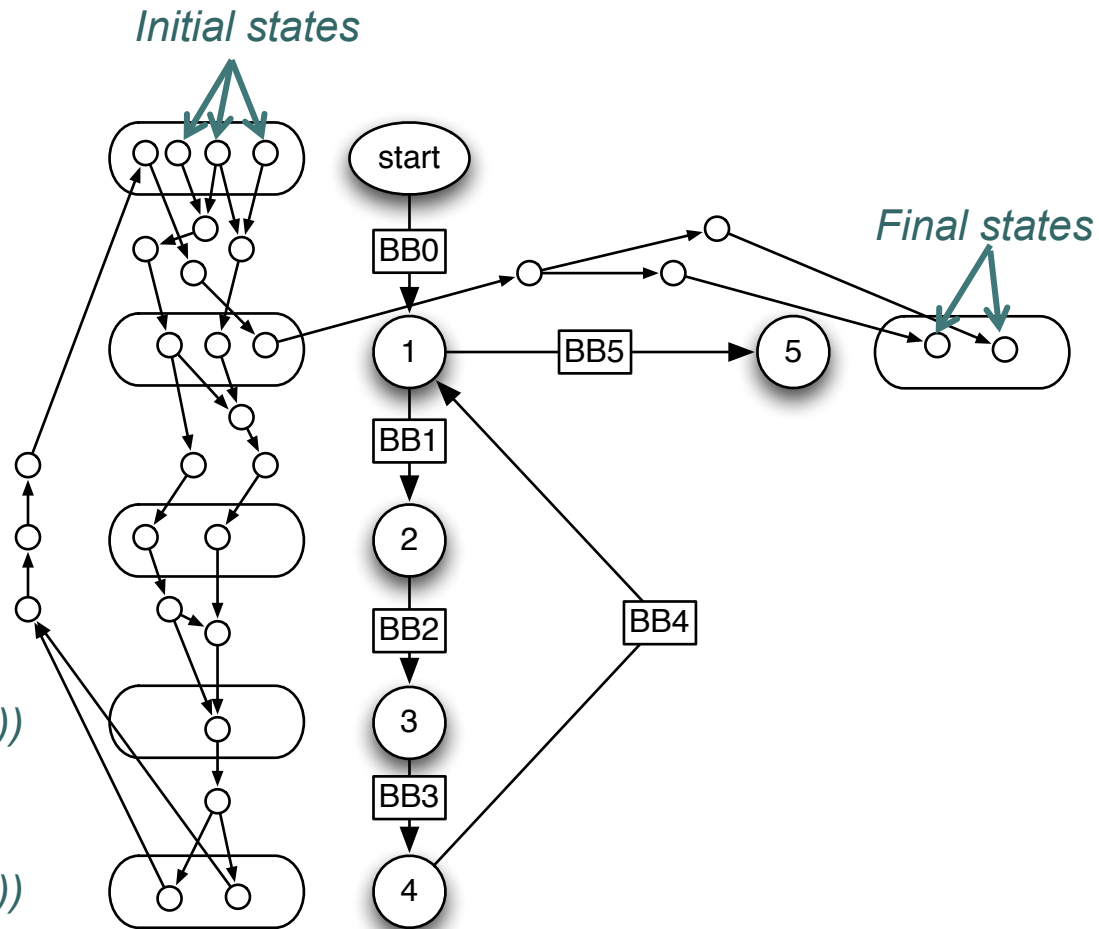 Initial states
start
BB0
Final states
1
BB5
5
BB1
2
BB2
BB4
3
))
BB3
4
))